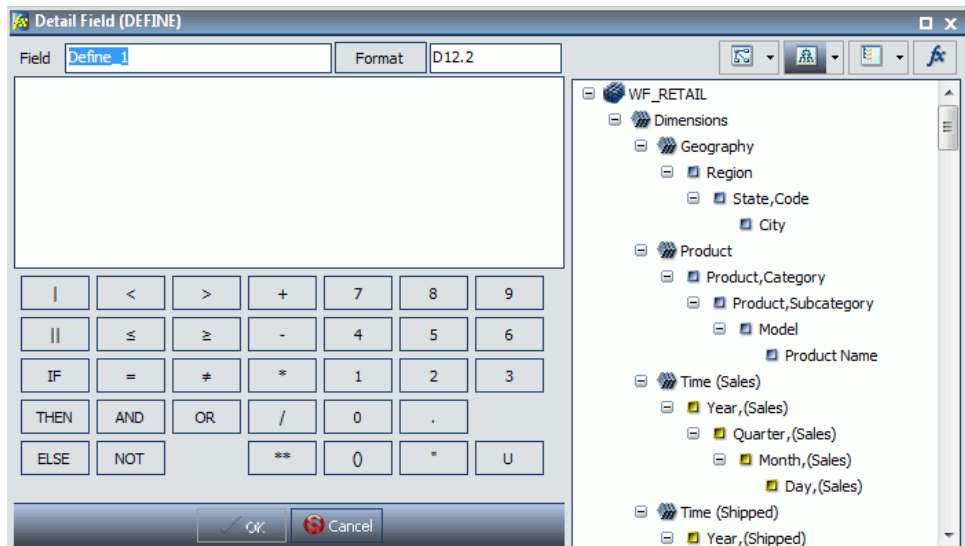 Detail Field (DEFINE)
Field Define_1 Format D12.2
| < > + 7 8 9
|| ≤ ≥ - 4 5 6
IF = ≠ * 1 2 3
THEN AND OR / 0 .
ELSE NOT ** () " U
OK Cancel
fx
WF_RETAIL
Dimensions
Geography
Region
State,Code
City
Product
Product,Category
Product,Subcategory
Model
Product Name
Time (Sales)
Year,(Sales)
Quarter,(Sales)
Month,(Sales)
Day,(Sales)
Time (Shipped)
Year,(Shipped)